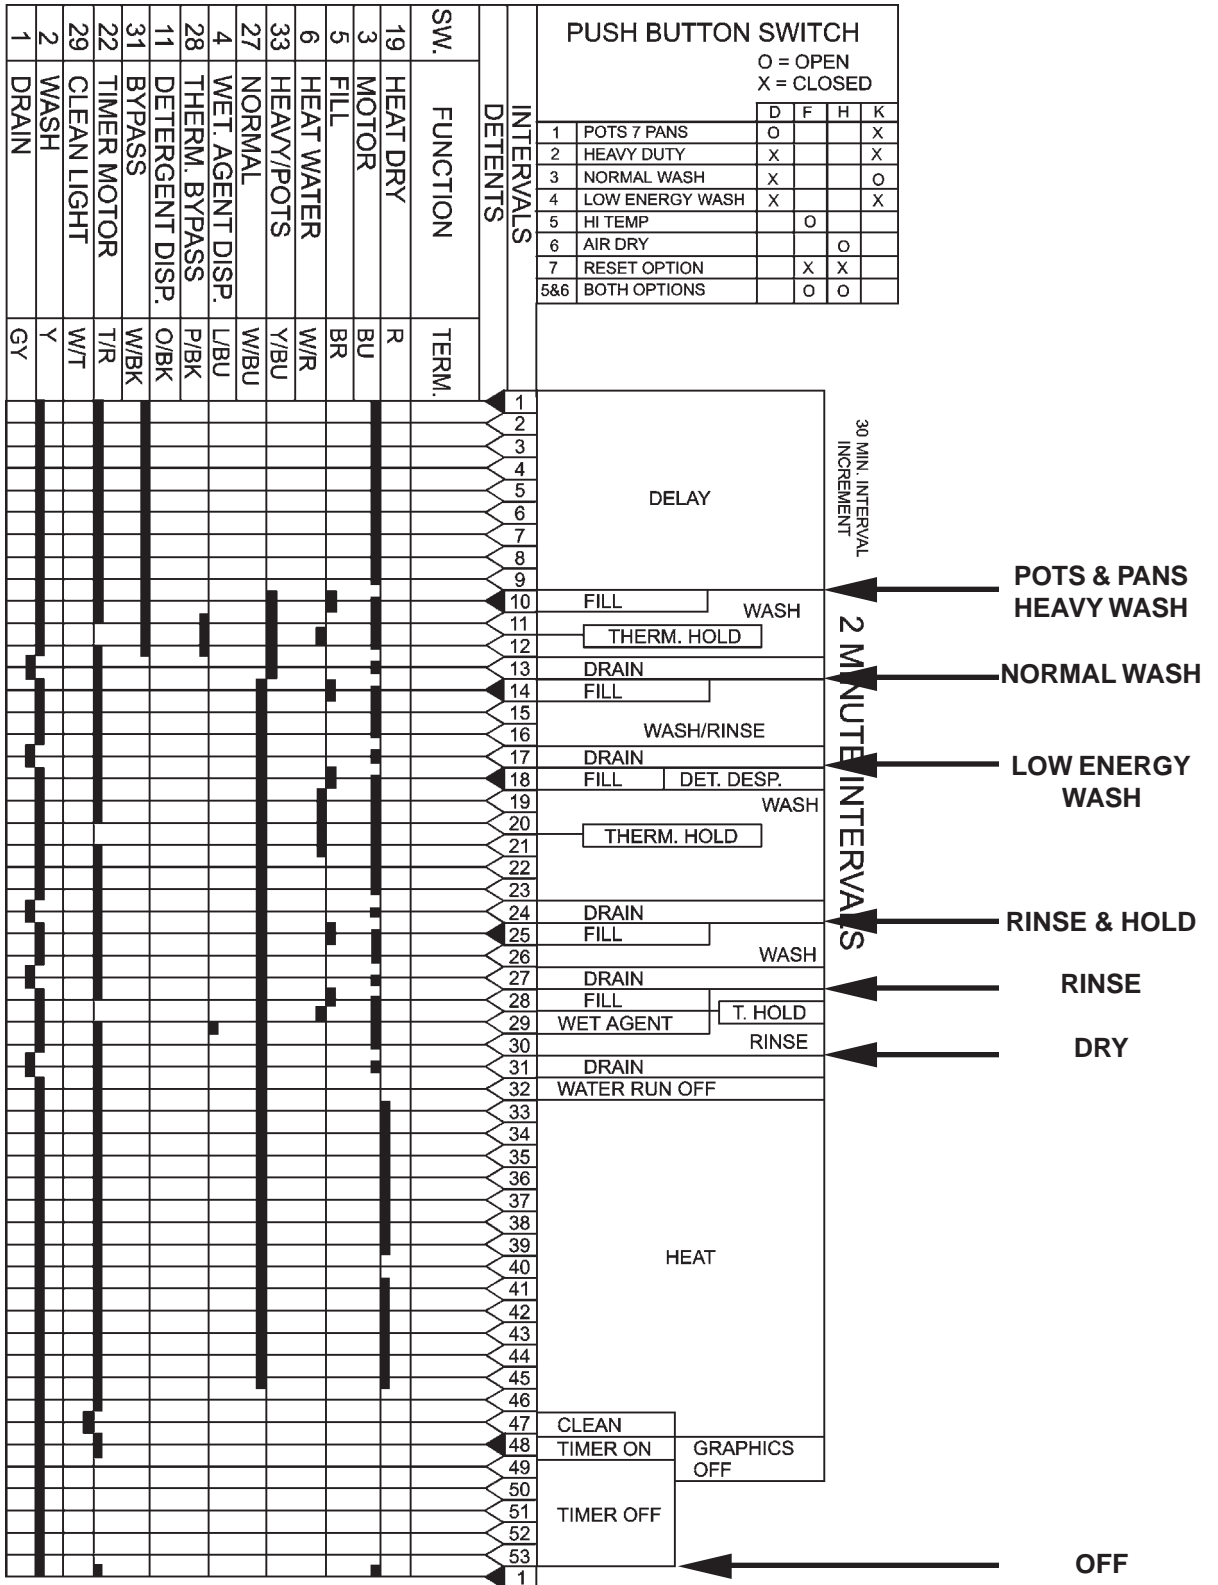 PUSH BUTTON SWITCH
O = OPEN
X = CLOSED
D F H K
1 POTS 7 PANS O X
2 HEAVY DUTY X X
3 NORMAL WASH X O
4 LOW ENERGY WASH X X
5 HI TEMP O
6 AIR DRY O
7 RESET OPTION X X
5&6 BOTH OPTIONS O O
SW. FUNCTION TERM.
19 HEAT DRY R
3 MOTOR BU
5 FILL BR
6 HEAT WATER W/R
33 HEAVY/POTS Y/BU
27 NORMAL W/BU
4 WET. AGENT DISP. L/BU
28 THERM. BYPASS P/BK
11 DETERGENT DISP. O/BK
31 BYPASS W/BK
22 TIMER MOTOR T/R
29 CLEAN LIGHT W/T
2 WASH Y
1 DRAIN GY
INTERVALS
DETENTS
30 MIN. INTERVAL
INCREMENT
2 MINUTE INTERVALS
1
2
3
4
5 DELAY
6
7
8
9
POTS & PANS
HEAVY WASH
10 FILL WASH
11
THERM. HOLD
12
13 DRAIN
NORMAL WASH
14 FILL
15
16 WASH/RINSE
17 DRAIN
LOW ENERGY
WASH
18 FILL DET. DESP.
19 WASH
20
THERM. HOLD
21
22
23
24 DRAIN
RINSE & HOLD
25 FILL
26 WASH
27 DRAIN
RINSE
28 FILL
T. HOLD
29 WET AGENT
30 RINSE
DRY
31 DRAIN
32 WATER RUN OFF
33
34
35
36
37
38
39
HEAT
40
41
42
43
44
45
46
47 CLEAN
48 TIMER ON GRAPHICS
49 OFF
50
51 TIMER OFF
52
53
OFF
1